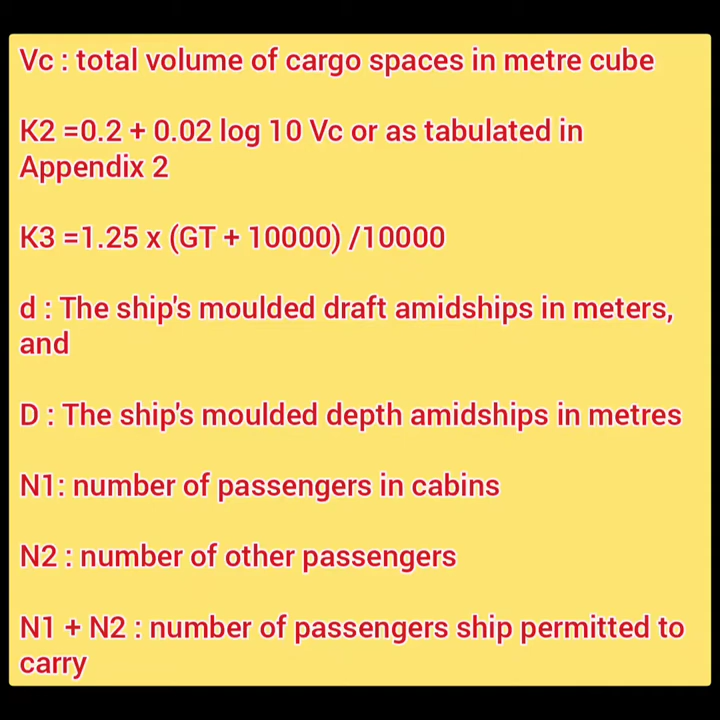 Vc : total volume of cargo spaces in metre cube
K2 =0.2 + 0.02 log 10 Vc or as tabulated in
Appendix 2
K3 =1.25 x (GT + 10000) /10000
d : The ship's moulded draft amidships in meters,
and
D : The ship's moulded depth amidships in metres
N1: number of passengers in cabins
N2 : number of other passengers
N1 + N2 : number of passengers ship permitted to
carry